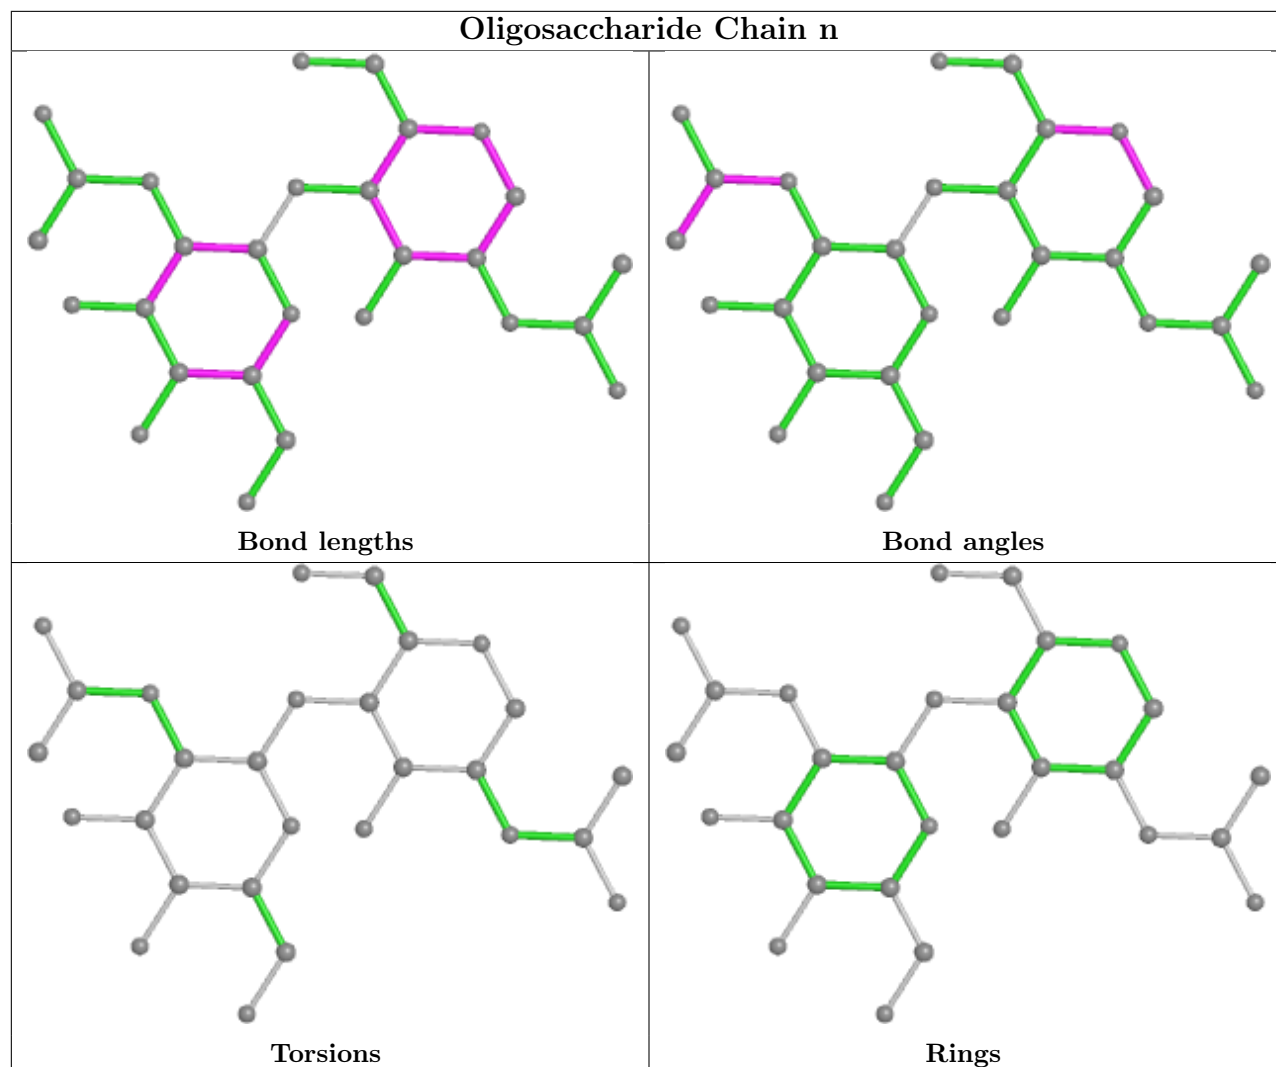 Oligosaccharide Chain n
Bond lengths
Bond angles
Torsions
Rings